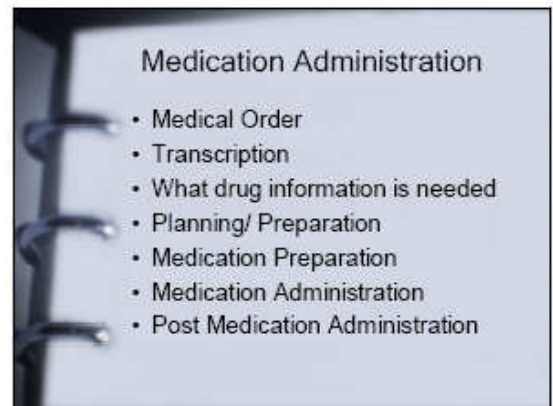 Medication Administration
• Medical Order
• Transcription
• What drug information is needed
• Planning/ Preparation
• Medication Preparation
• Medication Administration
• Post Medication Administration